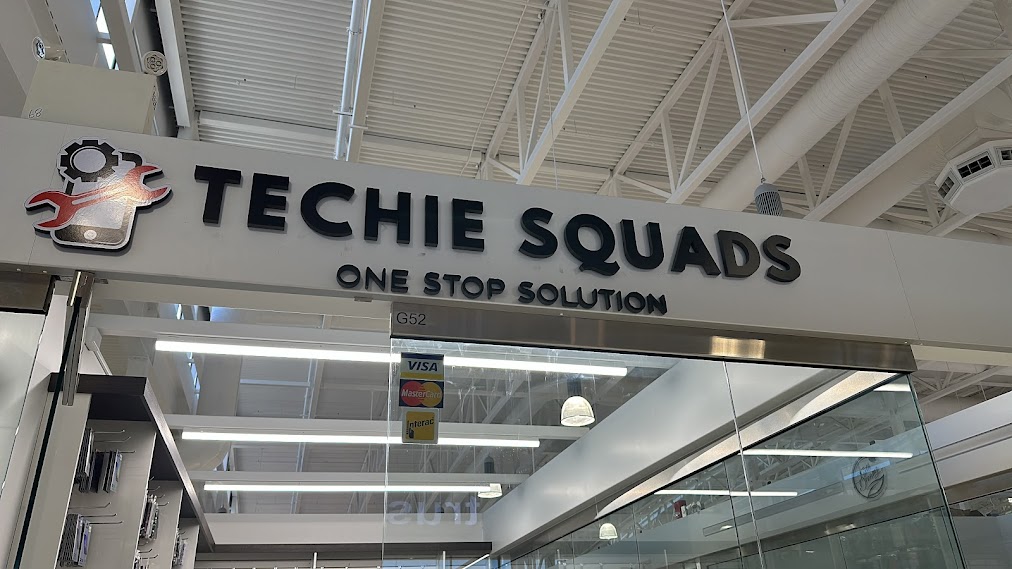 TECHIE SQUADS
ONE STOP SOLUTION
G52
VISA
MasterCard
Interac